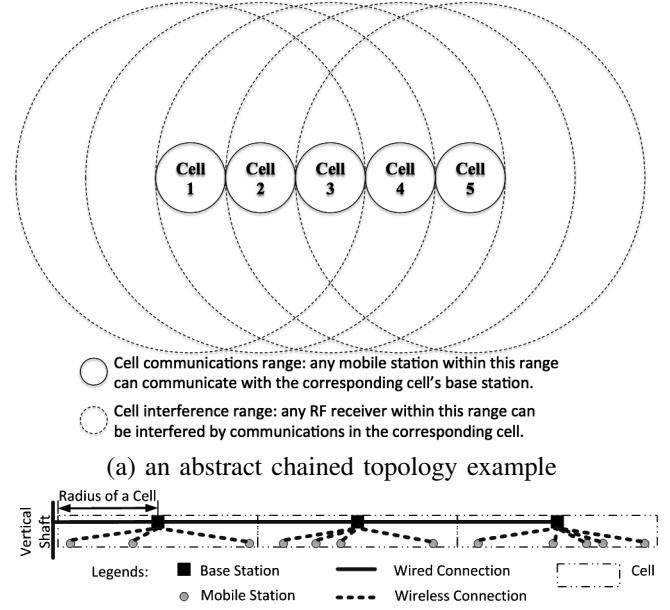 Cell 1
Cell 2
Cell 3
Cell 4
Cell 5
Cell communications range: any mobile station within this range
can communicate with the corresponding cell's base station.
Cell interference range: any RF receiver within this range can
be interfered by communications in the corresponding cell.
(a) an abstract chained topology example
Radius of a Cell
Vertical
Shaft
Legends:
Base Station
Wired Connection
Cell
Mobile Station
Wireless Connection